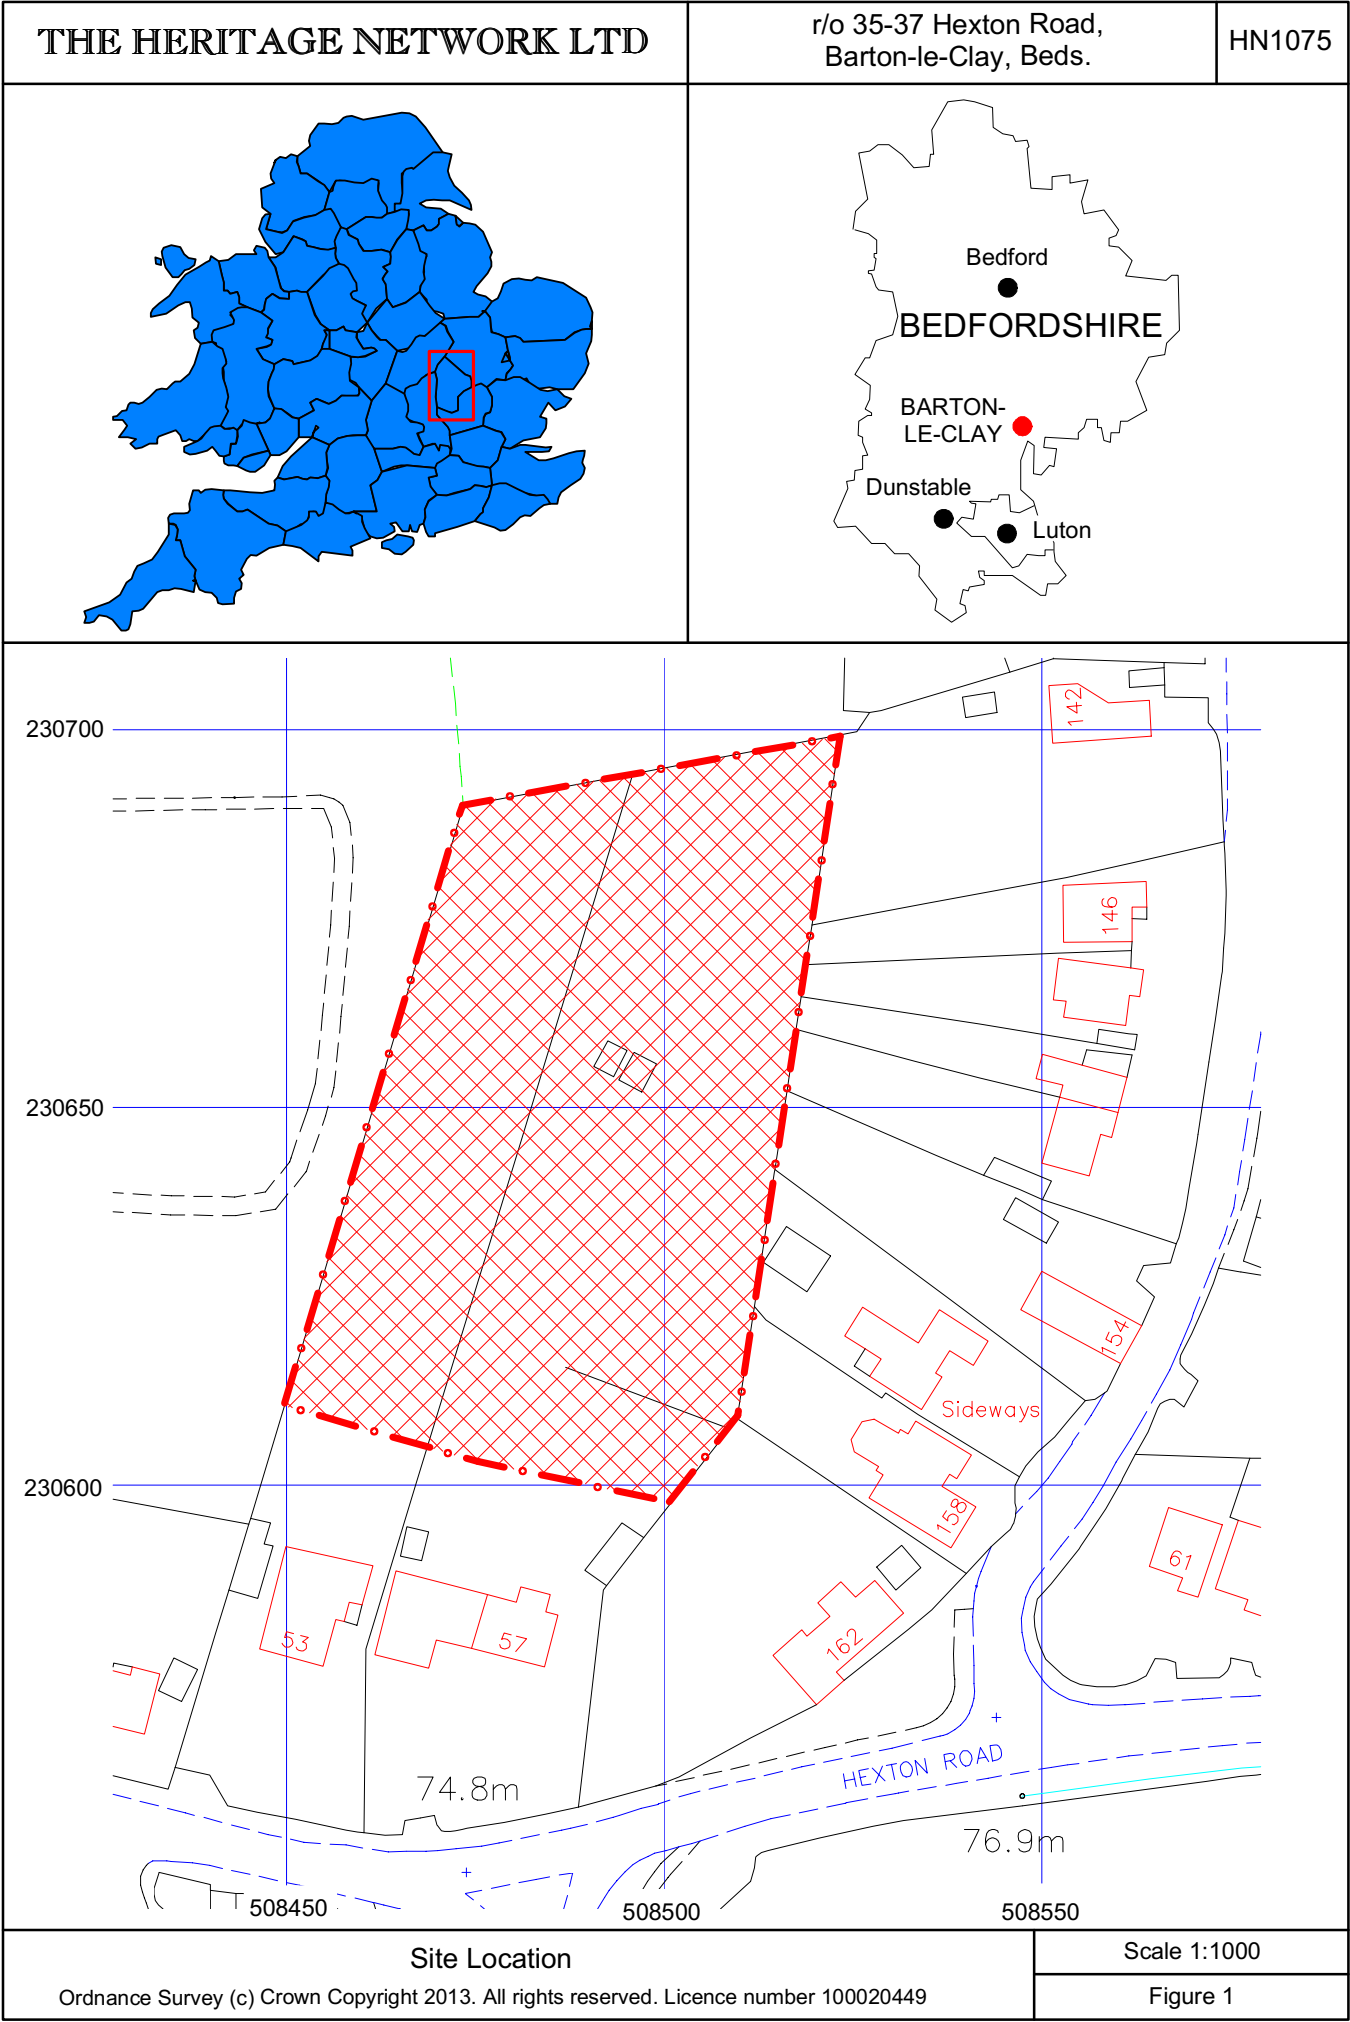 THE HERITAGE NETWORK LTD
r/o 35-37 Hexton Road,
Barton-le-Clay, Beds.
HN1075
Bedford
BEDFORDSHIRE
BARTON-
LE-CLAY
Dunstable
Luton
230700
142
146
230650
154
Sideways
230600
158
61
53
57
162
HEXTON ROAD
74.8m
76.9m
508450
508500
508550
Site Location
Scale 1:1000
Ordnance Survey (c) Crown Copyright 2013. All rights reserved. Licence number 100020449
Figure 1